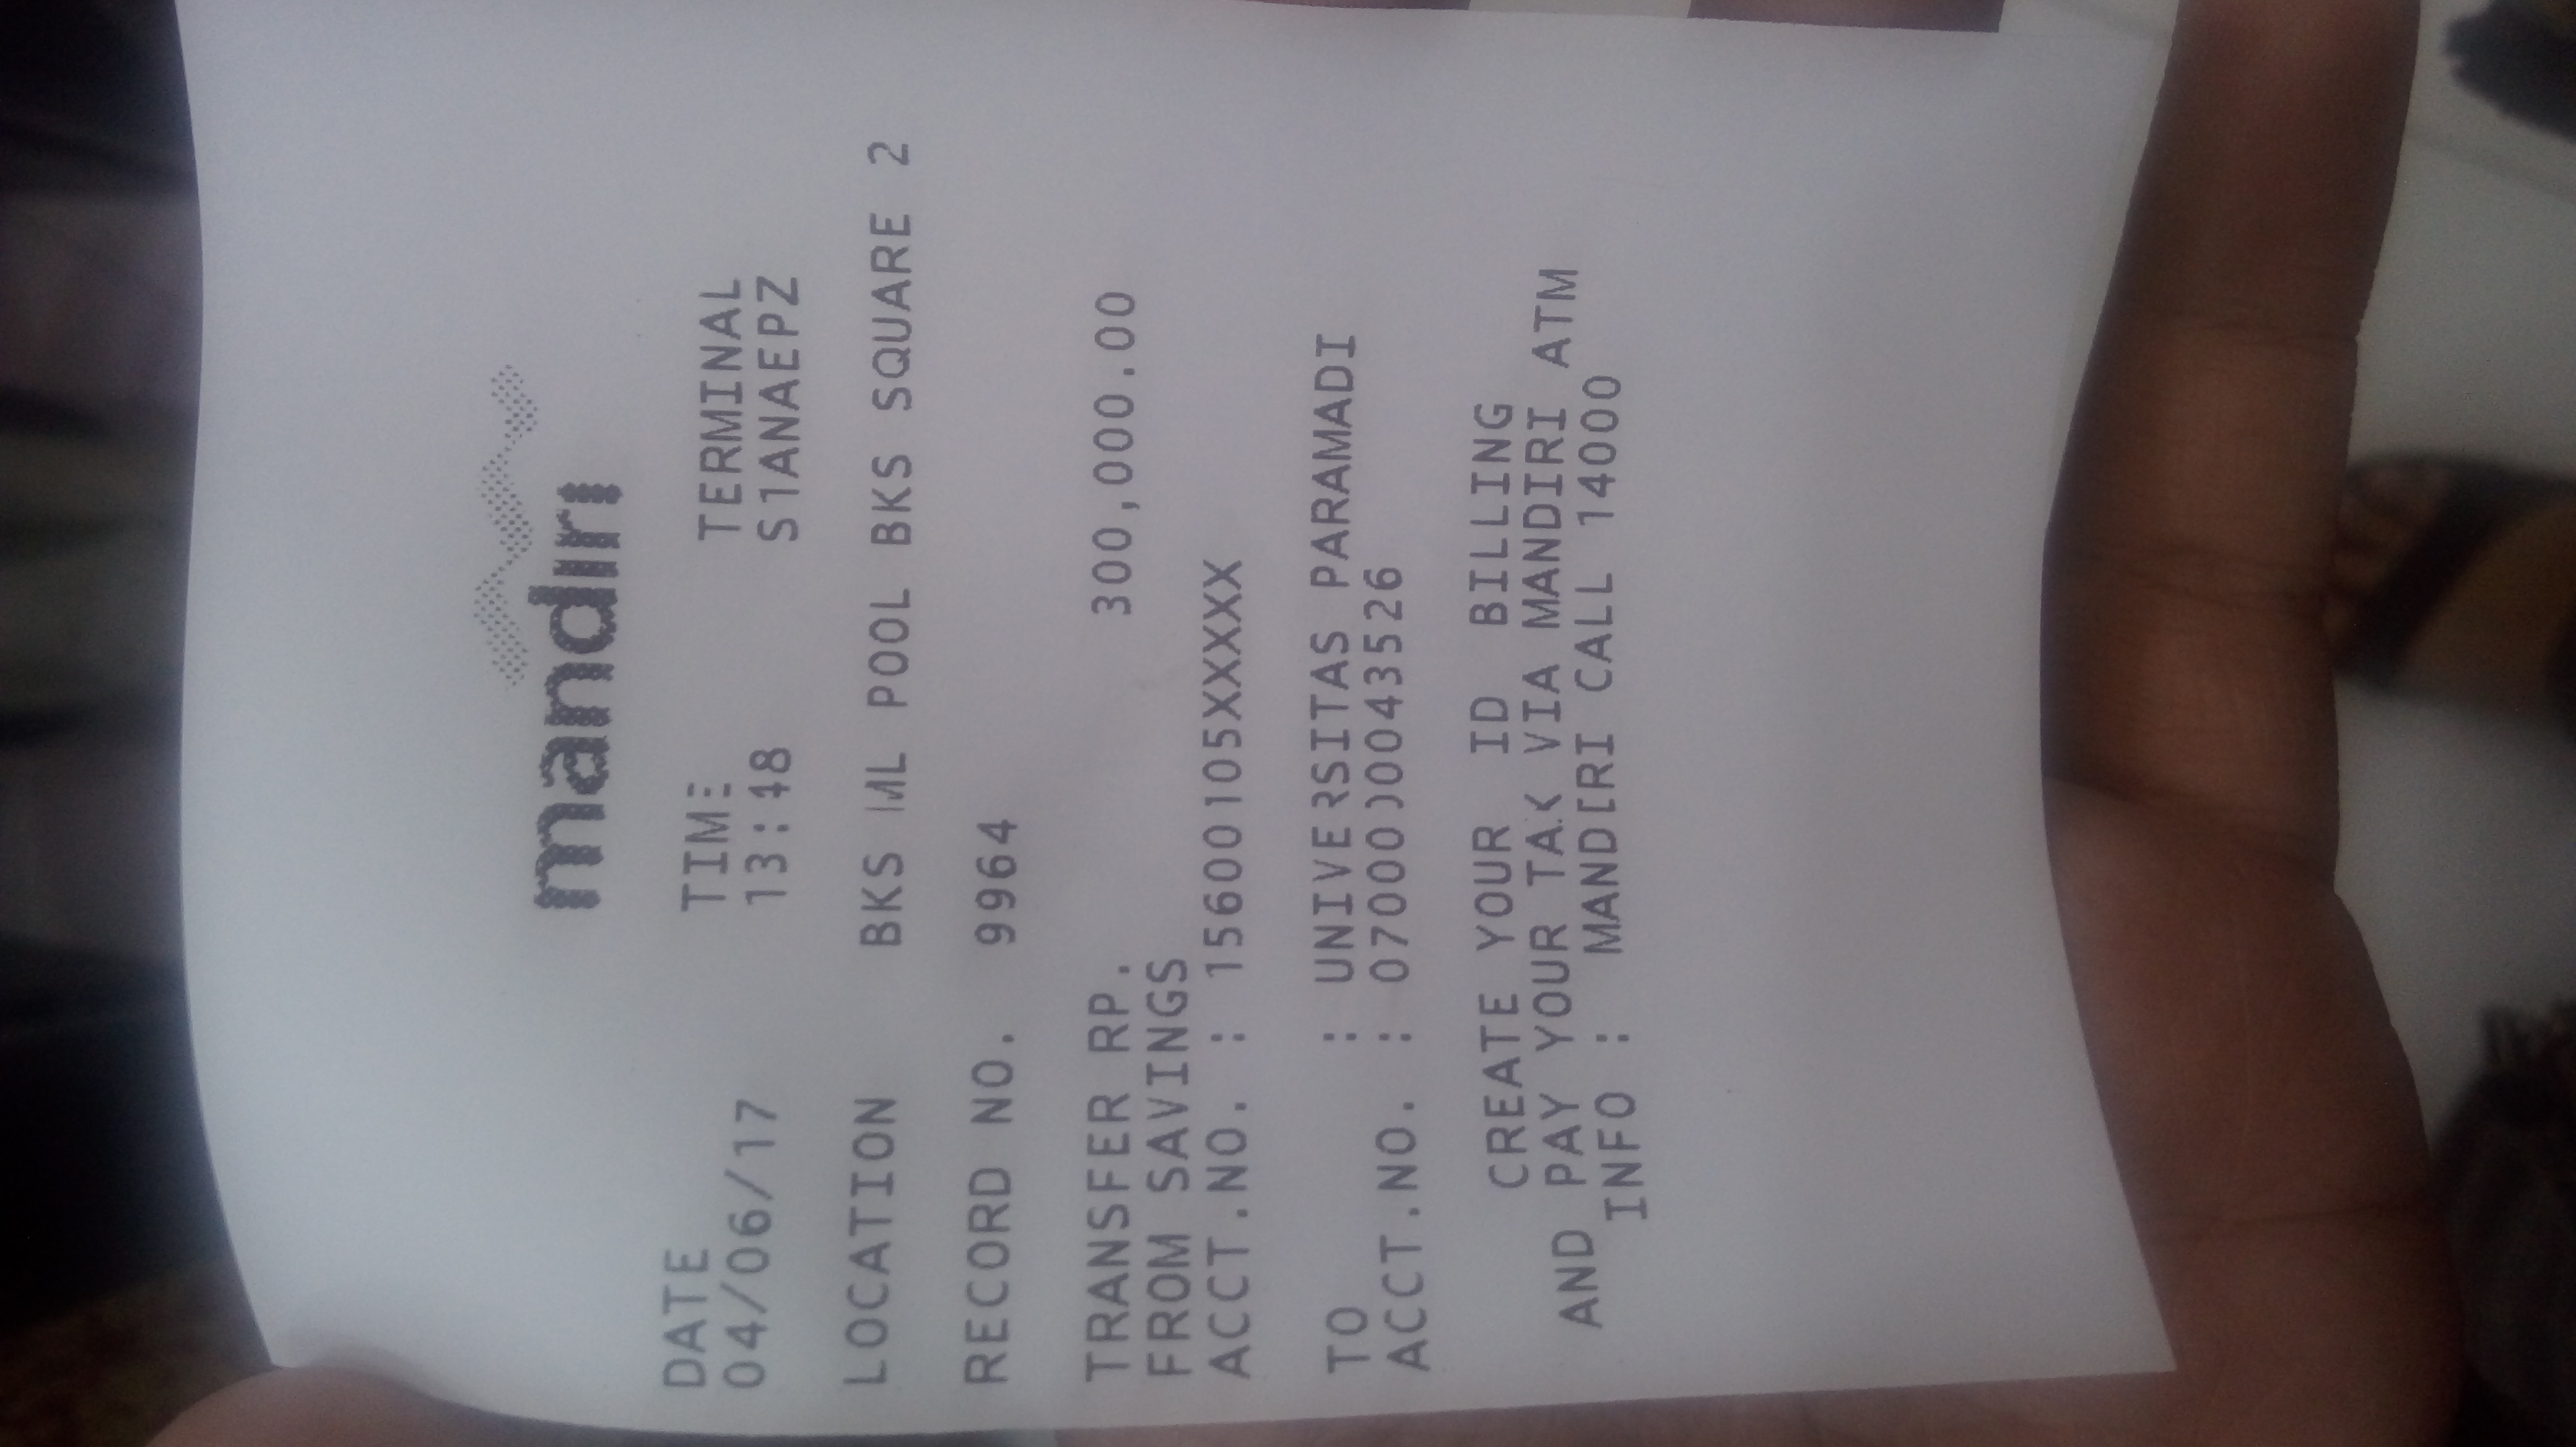 mandiri
DATE TIME TERMINAL
04/06/17 13:48 S1ANAEPZ
LOCATION BKS ML POOL BKS SQUARE 2
RECORD NO. 9964
TRANSFER RP. 300,000.00
FROM SAVINGS
ACCT.NO. : 15600105XXXXX
TO : UNIVERSITAS PARAMADI
ACCT.NO. : 0700000043526
CREATE YOUR ID BILLING
AND PAY YOUR TAX VIA MANDIRI ATM
INFO : MANDIRI CALL 14000